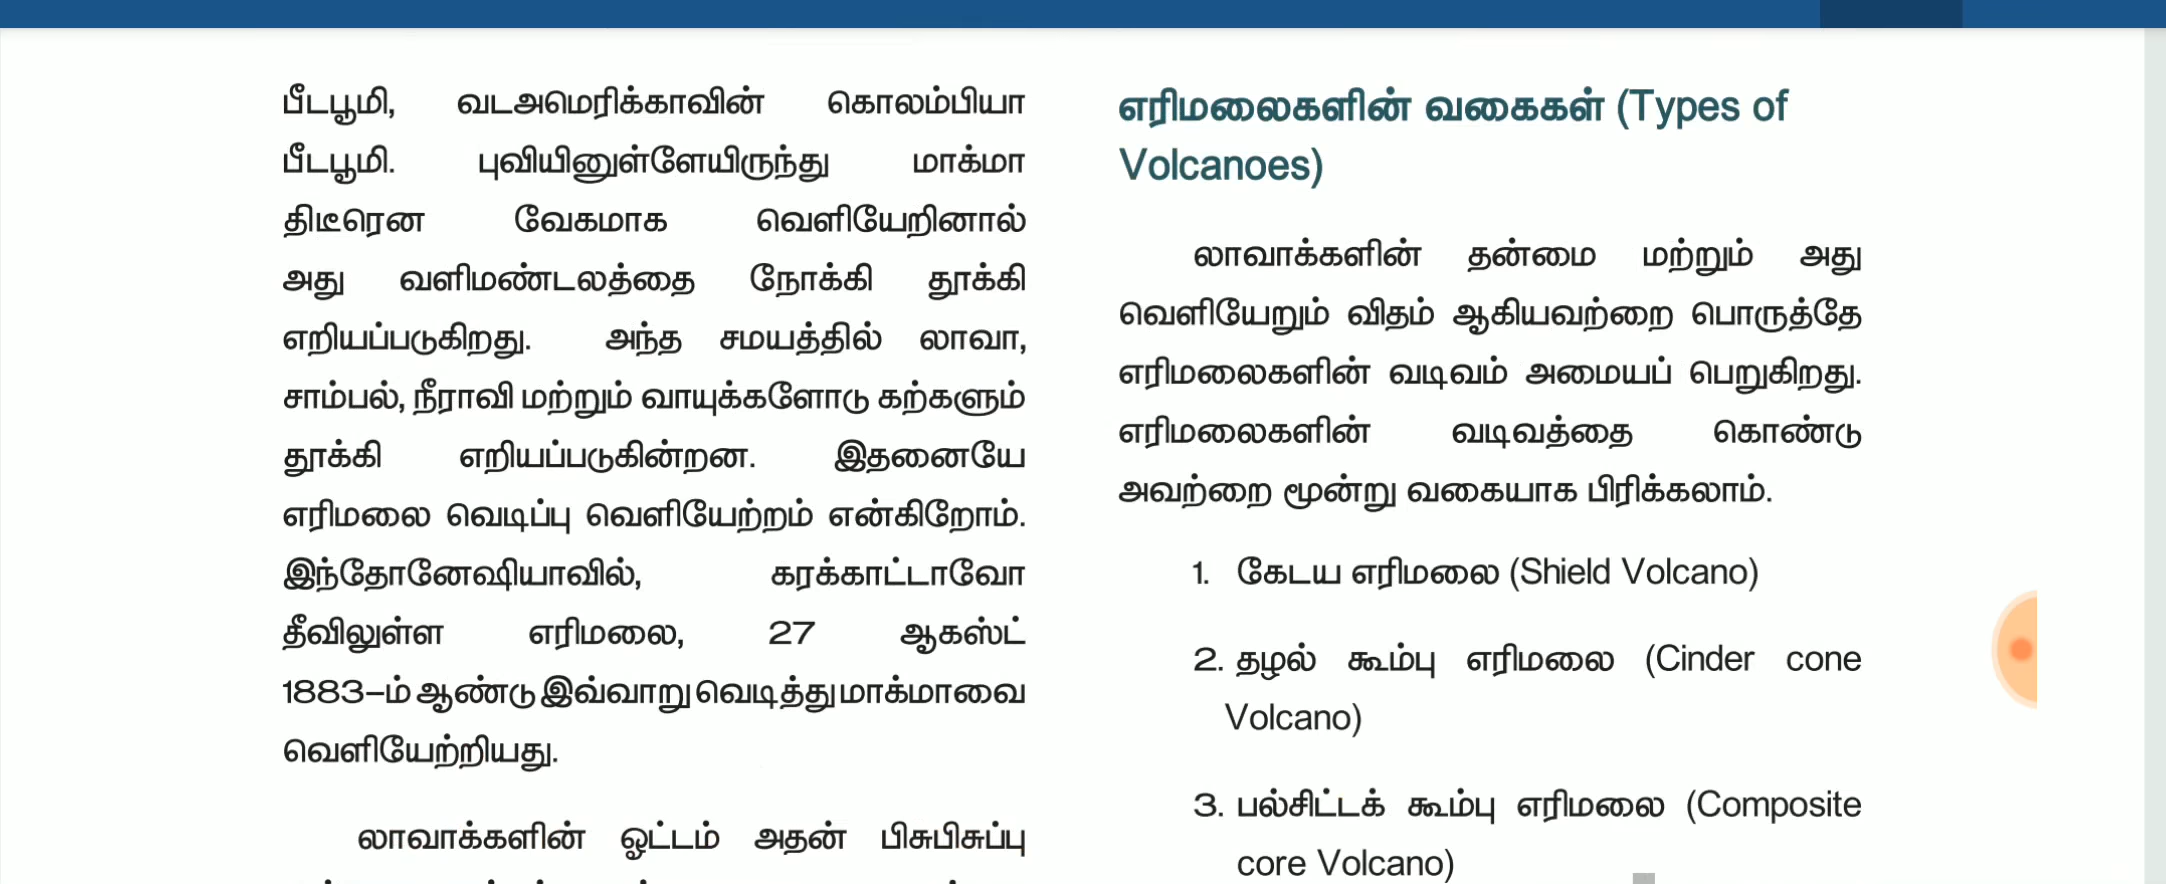 பீடபூமி, வடஅமெரிக்காவின் கொலம்பியா
பீடபூமி. புவியினுள்ளேயிருந்து மாக்மா
திடீரென வேகமாக வெளியேறினால்
அது வளிமண்டலத்தை நோக்கி தூக்கி
எறியப்படுகிறது. அந்த சமயத்தில் லாவா,
சாம்பல், நீராவி மற்றும் வாயுக்களோடு கற்களும்
தூக்கி எறியப்படுகின்றன. இதனையே
எரிமலை வெடிப்பு வெளியேற்றம் என்கிறோம்.
இந்தோனேஷியாவில், கரக்காட்டாவோ
தீவிலுள்ள எரிமலை, 27 ஆகஸ்ட்
1883–ம் ஆண்டு இவ்வாறு வெடித்து மாக்மாவை
வெளியேற்றியது.
லாவாக்களின் ஓட்டம் அதன் பிசுபிசுப்பு
எரிமலைகளின் வகைகள் (Types of
Volcanoes)
லாவாக்களின் தன்மை மற்றும் அது
வெளியேறும் விதம் ஆகியவற்றை பொருத்தே
எரிமலைகளின் வடிவம் அமையப் பெறுகிறது.
எரிமலைகளின் வடிவத்தை கொண்டு
அவற்றை மூன்று வகையாக பிரிக்கலாம்.
1. கேடய எரிமலை (Shield Volcano)
2. தழல் கூம்பு எரிமலை (Cinder cone
Volcano)
3. பல்சிட்டக் கூம்பு எரிமலை (Composite
core Volcano)